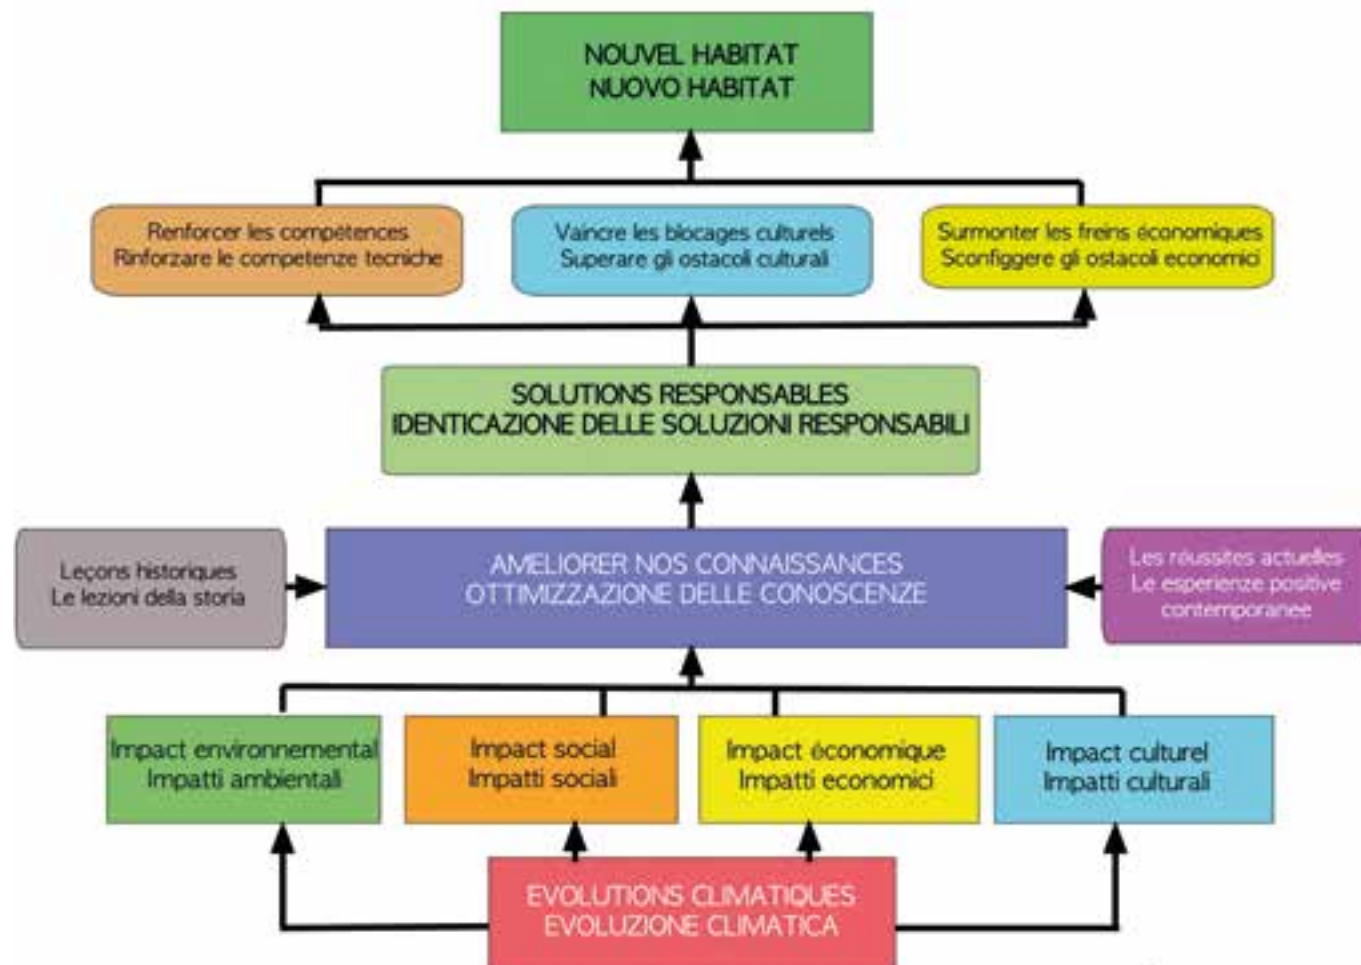 NOUVEL HABITAT
NUOVO HABITAT
Renforcer les compétences
Rinforzare le competenze tecniche
Vaincre les blocages culturels
Superare gli ostacoli culturali
Surmonter les freins économiques
Sconfiggere gli ostacoli economici
SOLUTIONS RESPONSABLES
IDENTICAZIONE DELLE SOLUZIONI RESPONSABILI
Leçons historiques
Le lezioni della storia
AMELIORER NOS CONNAISSANCES
OTTIMIZZAZIONE DELLE CONOSCENZE
Les réussites actuelles
Le esperienze positive
contemporanee
Impact environnemental
Impatti ambientali
Impact social
Impatti sociali
Impact économique
Impatti economici
Impact culturel
Impatti culturali
EVOLUTIONS CLIMATIQUES
EVOLUZIONE CLIMATICA